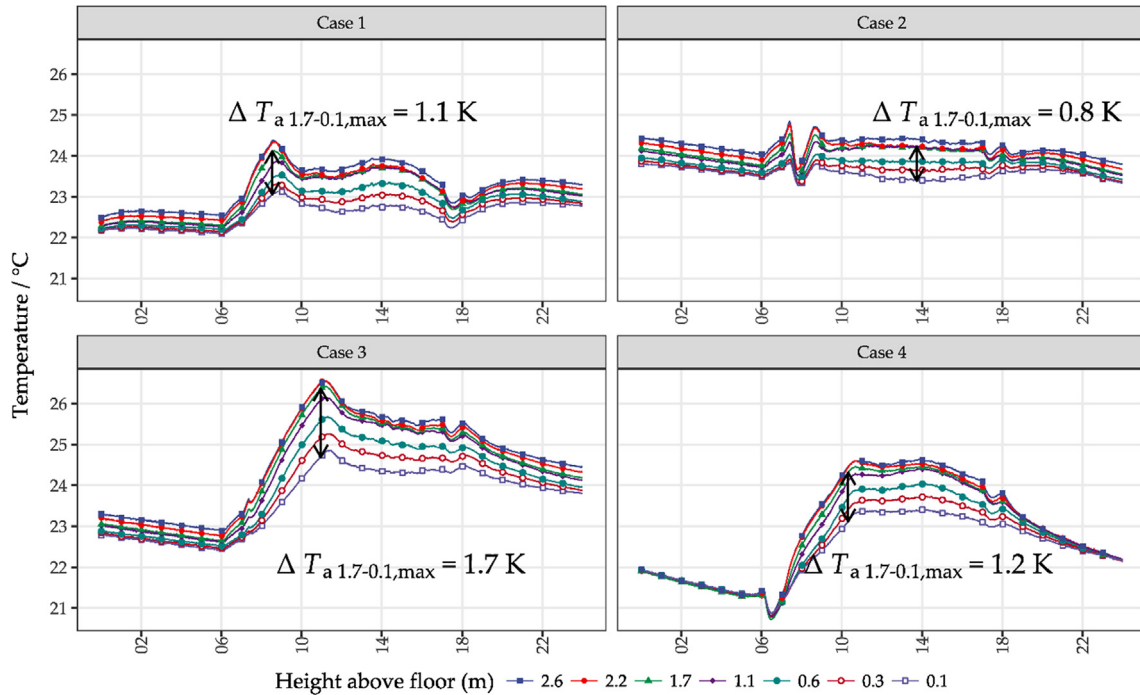 Case 1
Case 2
Temperature / °C
26
25
24
23
22
21
Δ T a 1.7-0.1,max = 1.1 K
Δ T a 1.7-0.1,max = 0.8 K
02 06 10 14 18 22
02 06 10 14 18 22
Case 3
Case 4
26
25
24
23
22
21
Δ T a 1.7-0.1,max = 1.7 K
Δ T a 1.7-0.1,max = 1.2 K
02 06 10 14 18 22
02 06 10 14 18 22
Height above floor (m) 2.6 2.2 1.7 1.1 0.6 0.3 0.1